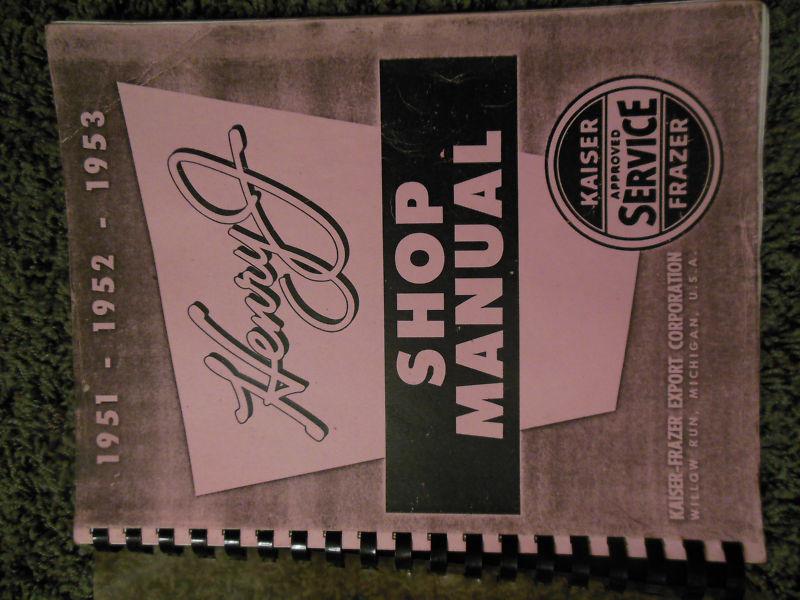 1951 - 1952 - 1953
Henry J
SHOP
MANUAL
KAISER
APPROVED
SERVICE
FRAZER
KAISER-FRAZER EXPORT CORPORATION
WILLOW RUN, MICHIGAN, U.S.A.